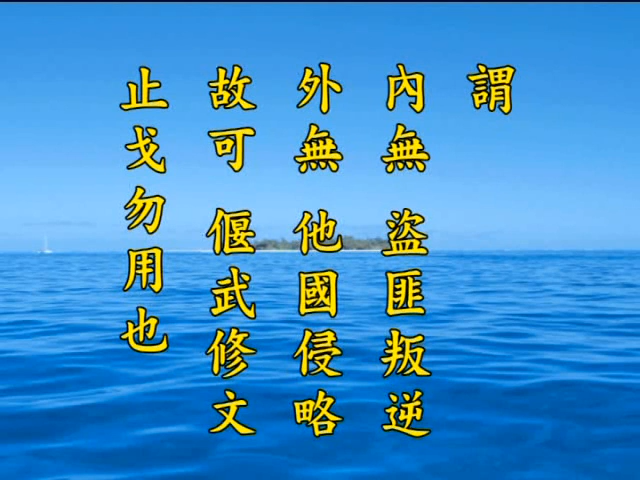 謂
內無 盜匪叛逆
外無 他國侵略
故可 偃武修文
止戈勿用也